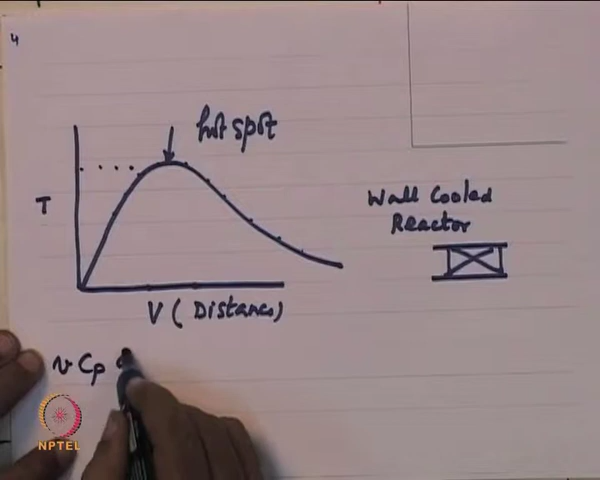 4
hot spot
T
Wall Cooled
Reactor
V ( Distance)
v Cp
NPTEL